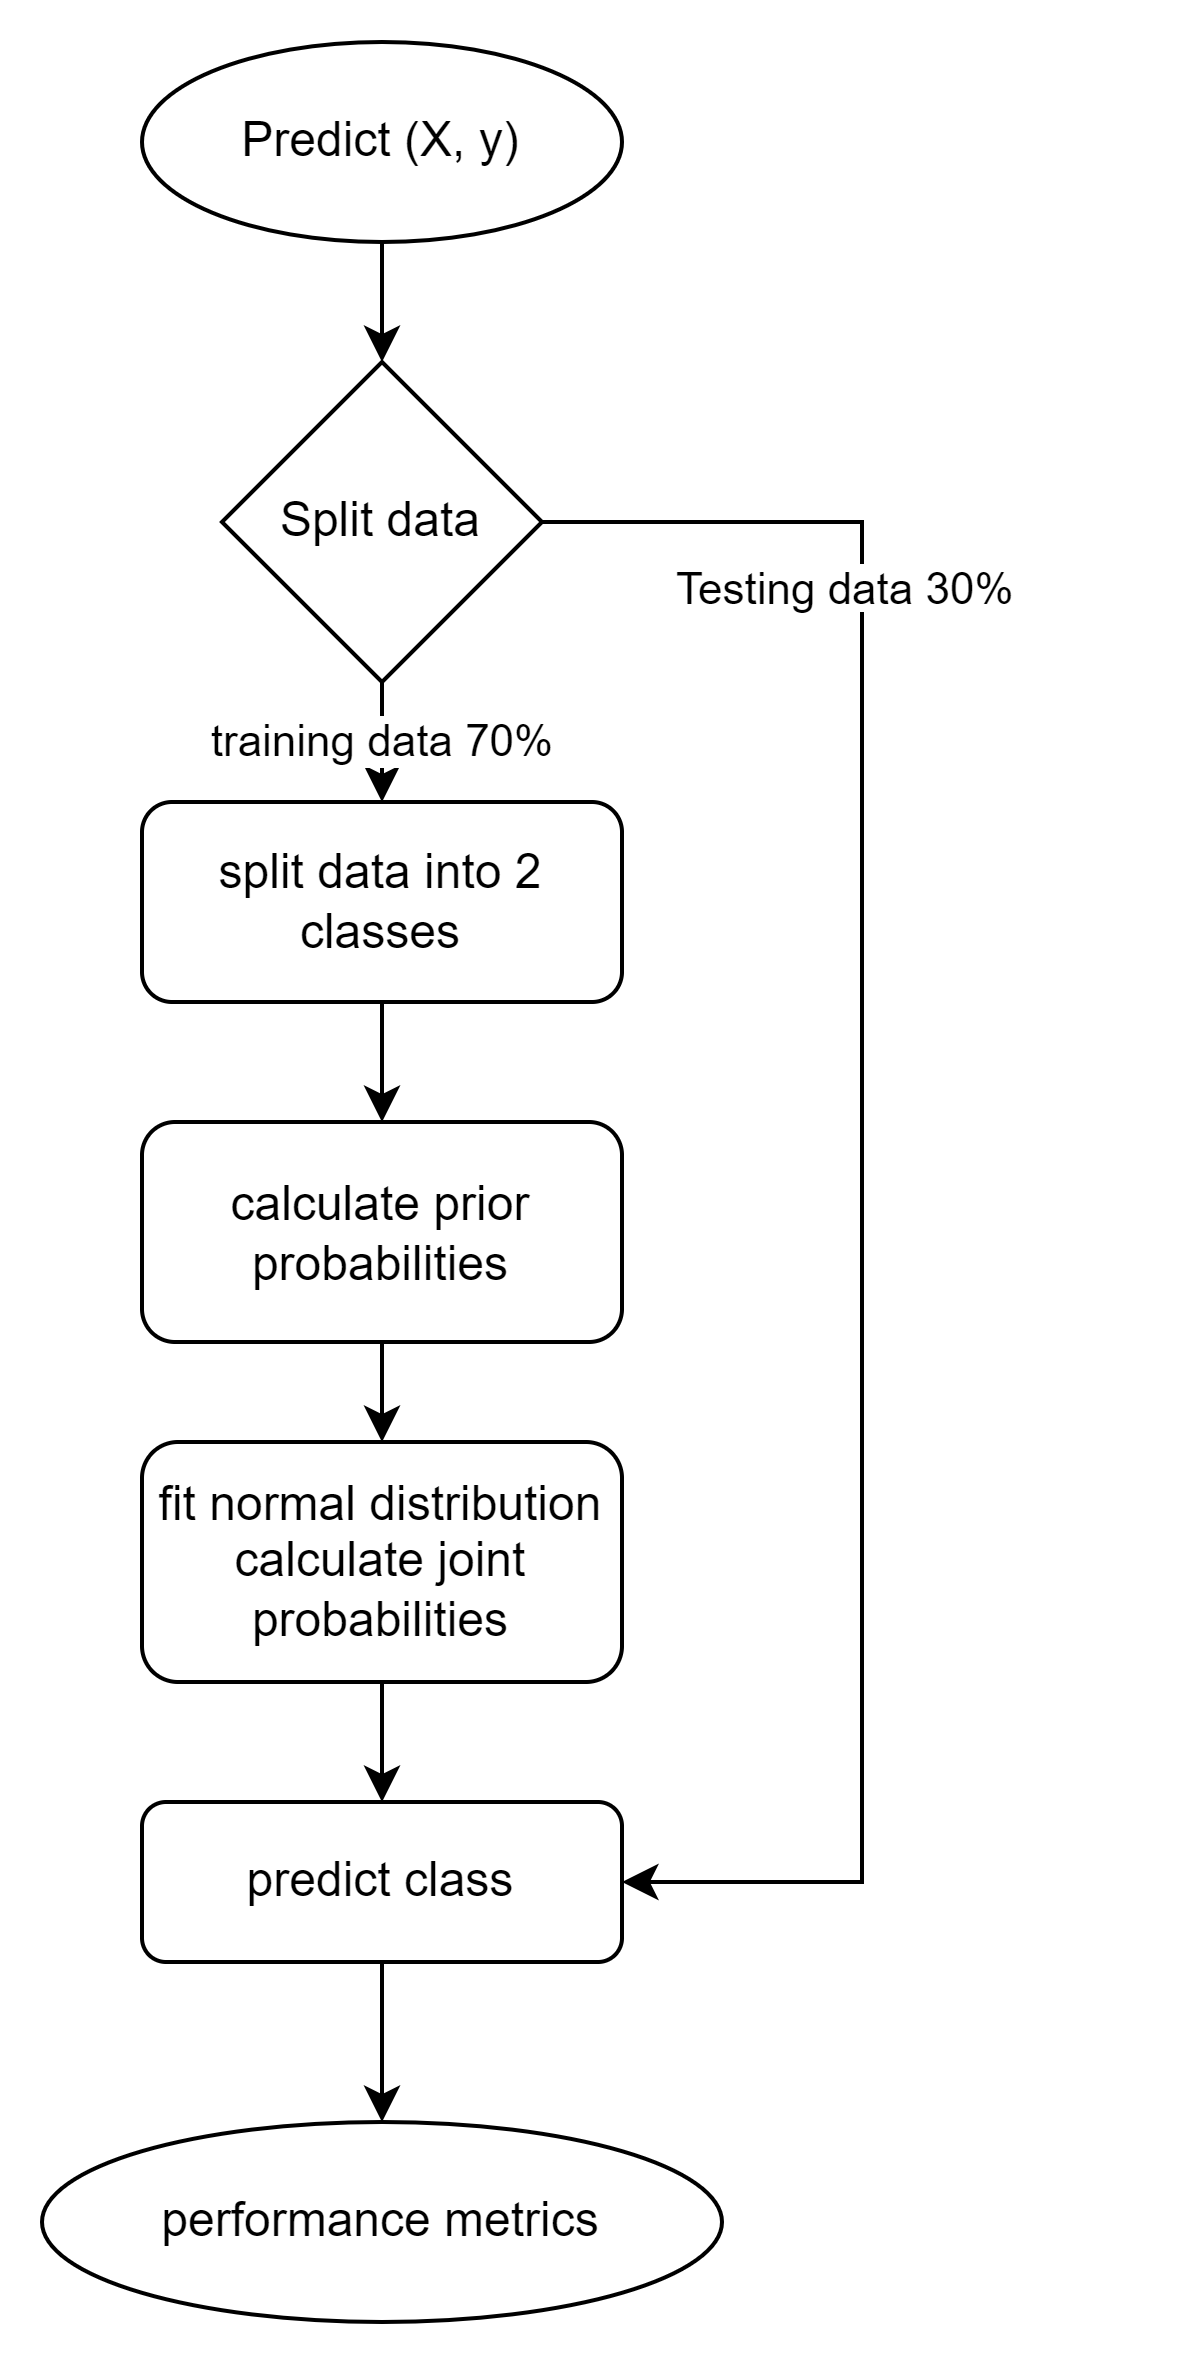 Predict (X, y)
Split data
Testing data 30%
training data 70%
split data into 2
classes
calculate prior
probabilities
fit normal distribution
calculate joint
probabilities
predict class
performance metrics